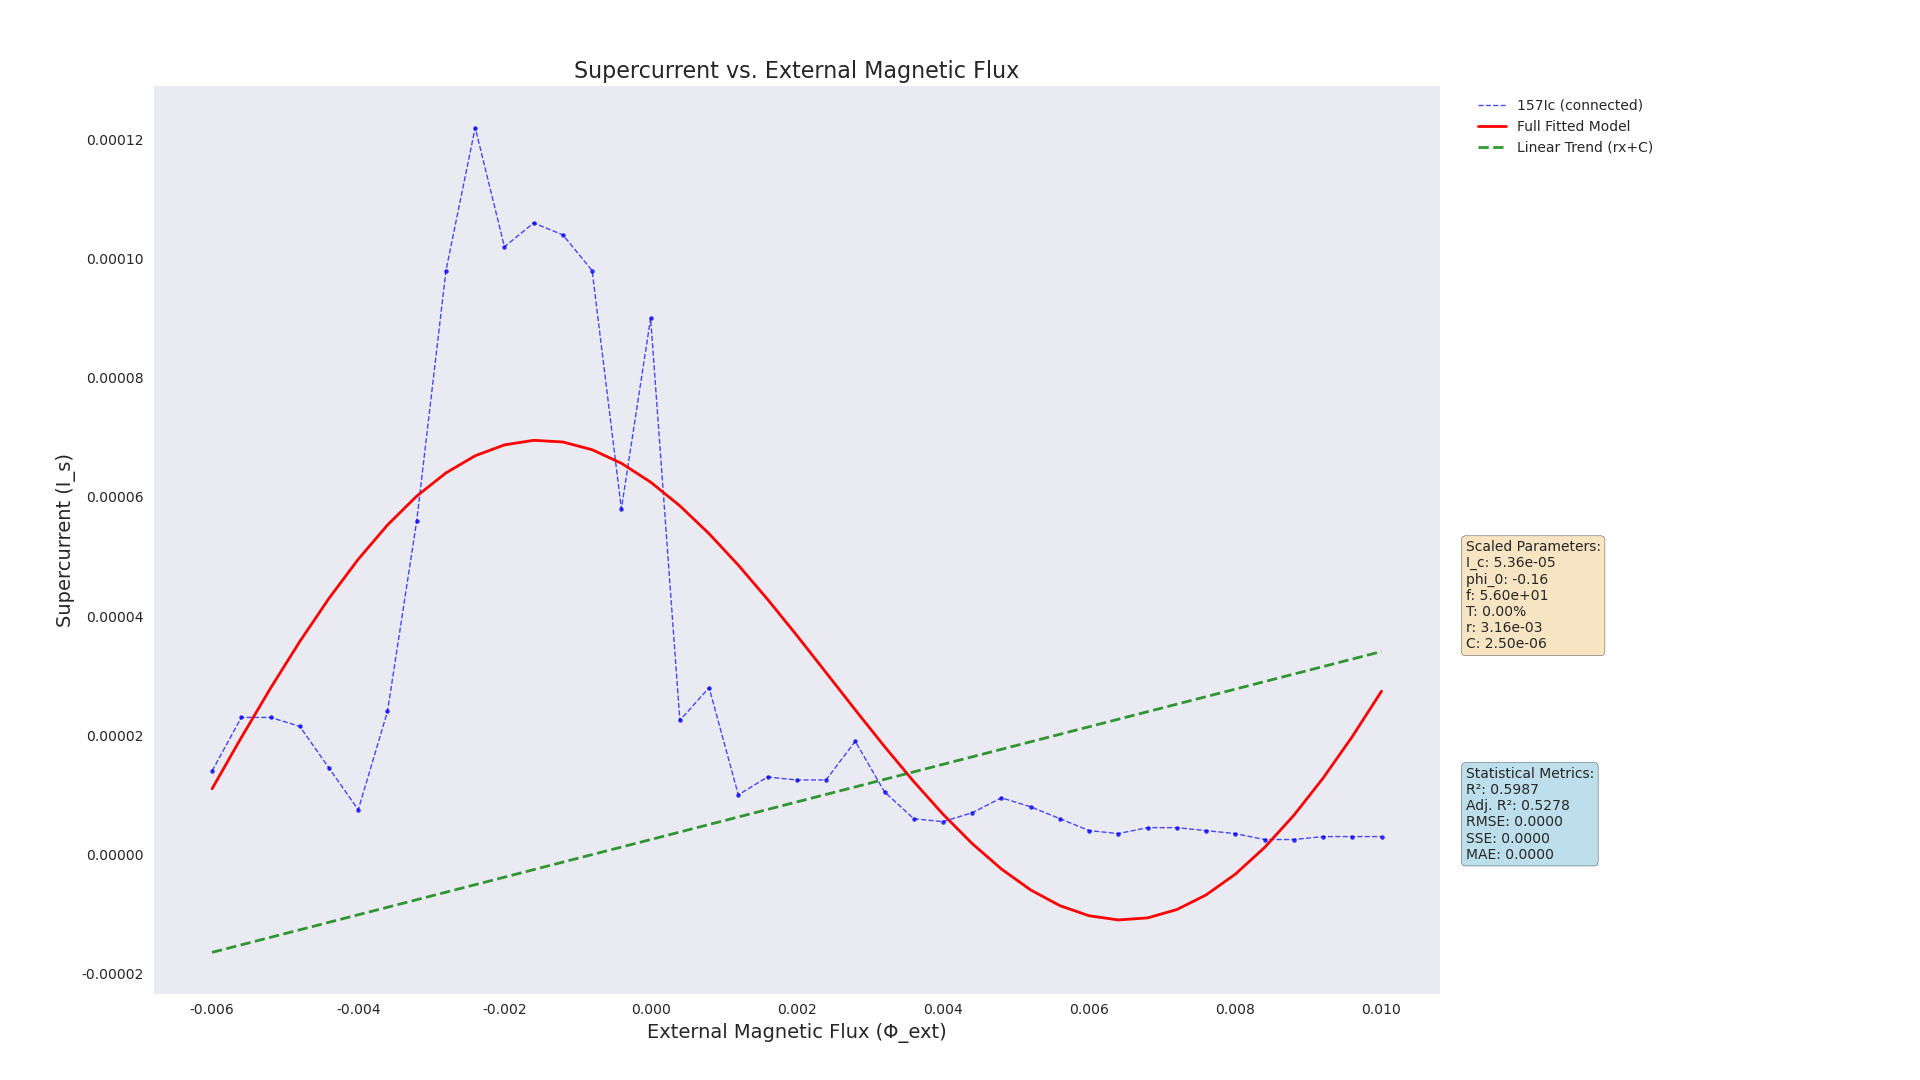 Supercurrent vs. External Magnetic Flux
157Ic (connected)
Full Fitted Model
Linear Trend (rx+C)
0.00012
0.00010
0.00008
0.00006
0.00004
0.00002
0.00000
-0.00002
Supercurrent (I_s)
-0.006
-0.004
-0.002
0.000
0.002
0.004
0.006
0.008
0.010
External Magnetic Flux (Φ_ext)
Scaled Parameters:
I_c: 5.36e-05
phi_0: -0.16
f: 5.60e+01
T: 0.00%
r: 3.16e-03
C: 2.50e-06
Statistical Metrics:
R²: 0.5987
Adj. R²: 0.5278
RMSE: 0.0000
SSE: 0.0000
MAE: 0.0000